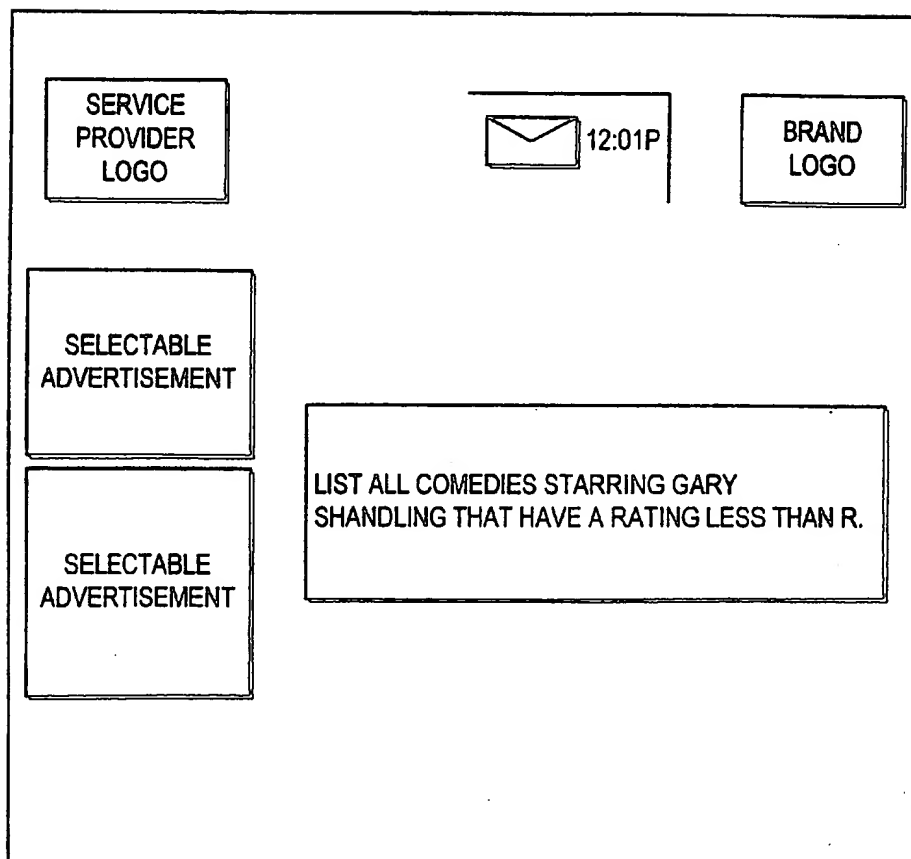 SERVICE
PROVIDER
LOGO
12:01P
BRAND
LOGO
SELECTABLE
ADVERTISEMENT
LIST ALL COMEDIES STARRING GARY
SHANDLING THAT HAVE A RATING LESS THAN R.
SELECTABLE
ADVERTISEMENT